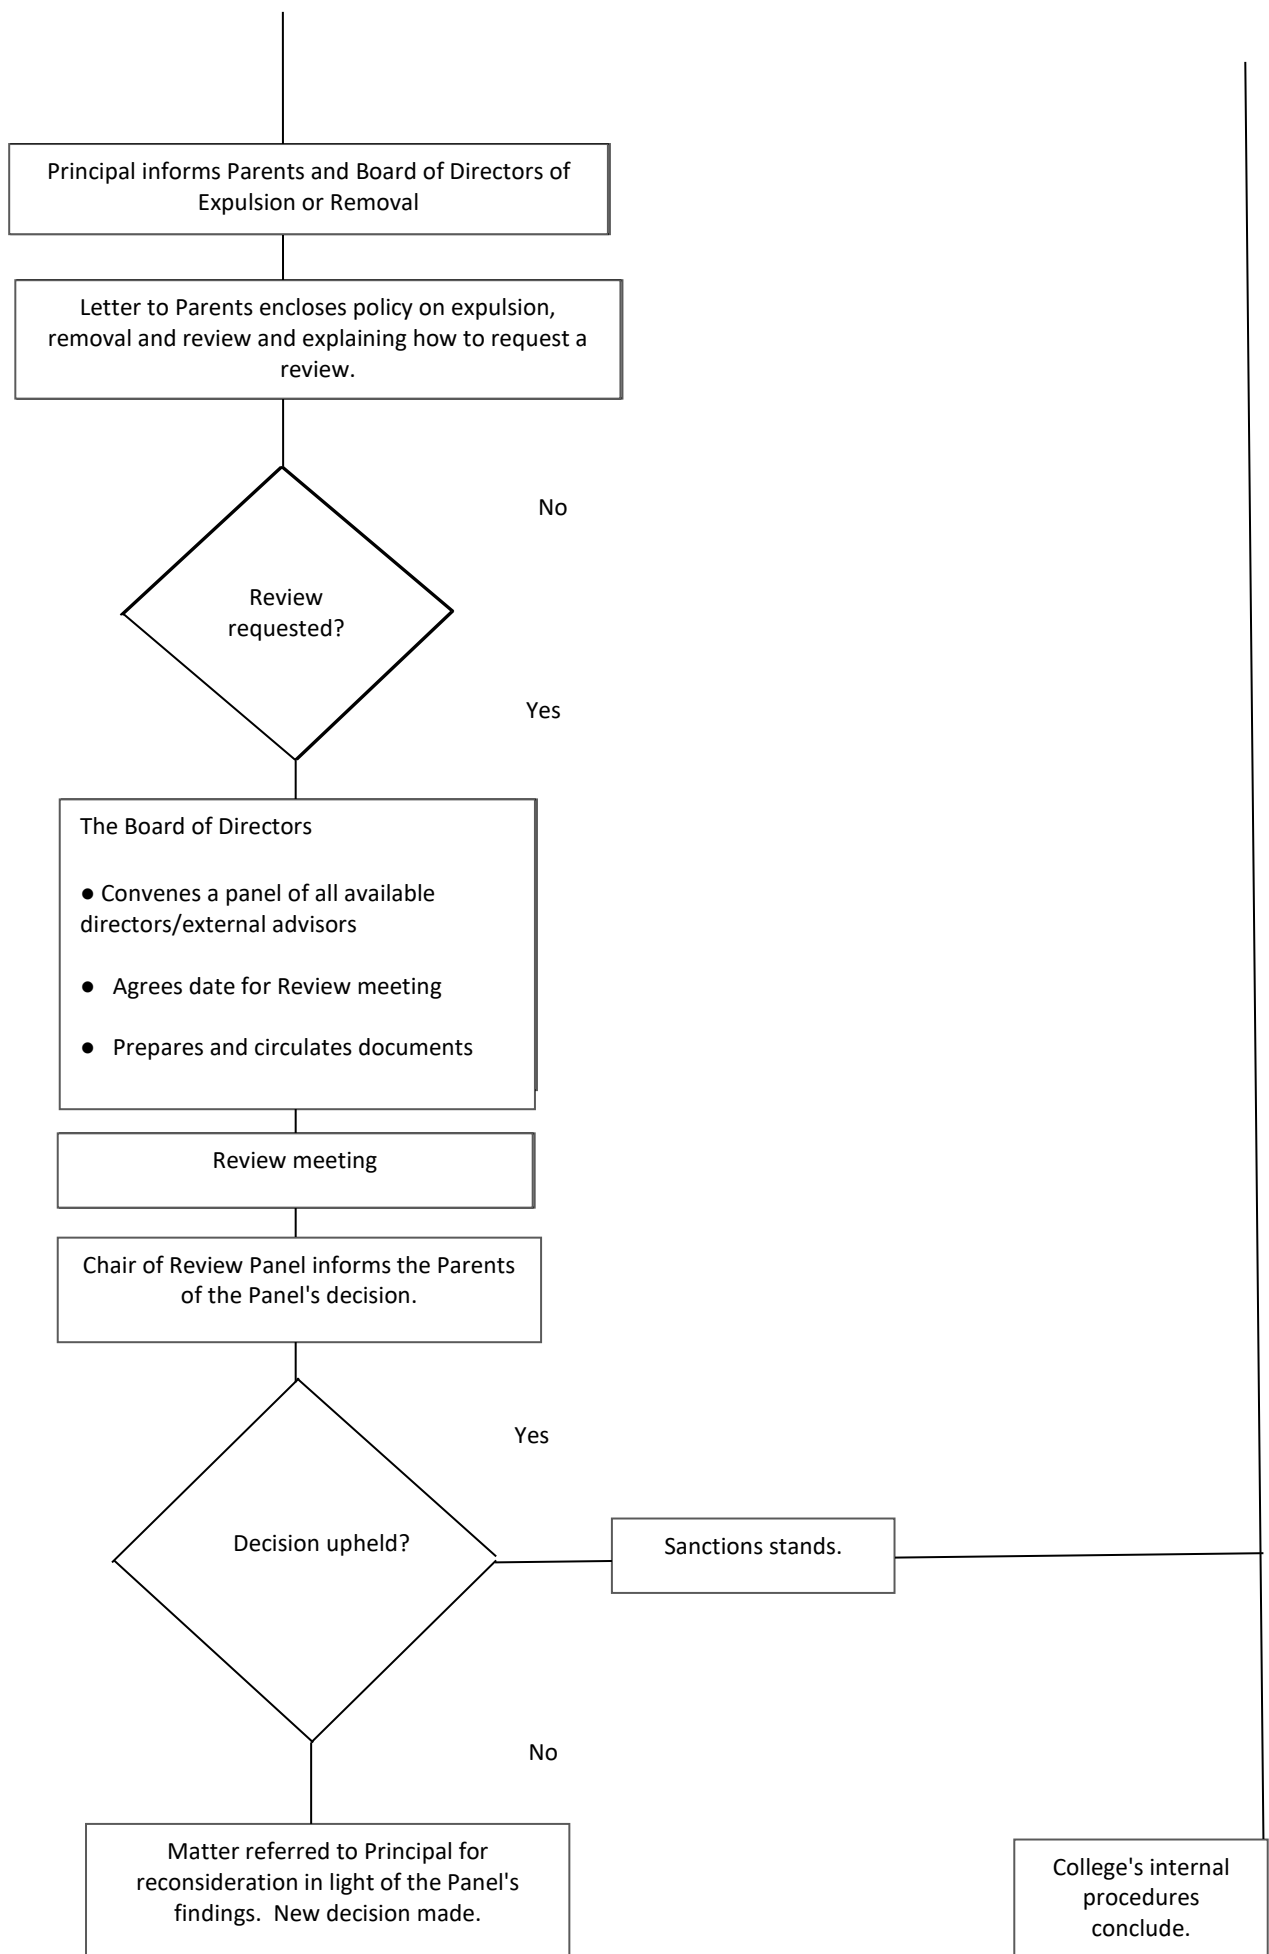 Principal informs Parents and Board of Directors of
Expulsion or Removal
Letter to Parents encloses policy on expulsion,
removal and review and explaining how to request a
review.
No
Review
requested?
Yes
The Board of Directors
● Convenes a panel of all available
directors/external advisors
● Agrees date for Review meeting
● Prepares and circulates documents
Review meeting
Chair of Review Panel informs the Parents
of the Panel's decision.
Yes
Decision upheld?
Sanctions stands.
No
Matter referred to Principal for
reconsideration in light of the Panel's
findings.  New decision made.
College's internal
procedures
conclude.